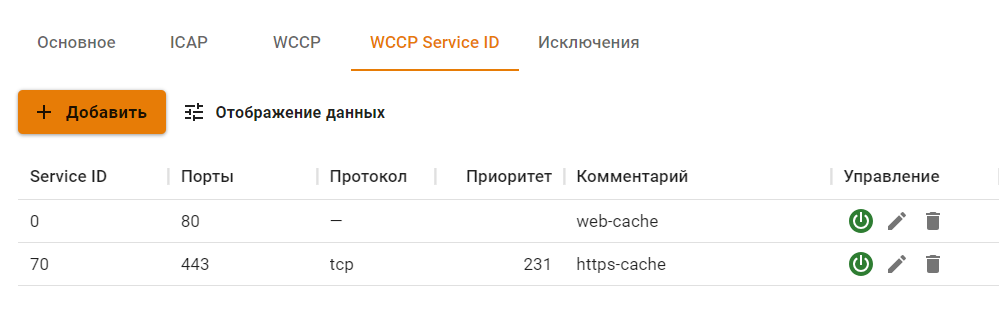 Основное ICAP WCCP WCCP Service ID Исключения
+ Добавить Отображение данных
Service ID Порты Протокол Приоритет Комментарий Управление
0 80 — web-cache
70 443 tcp 231 https-cache